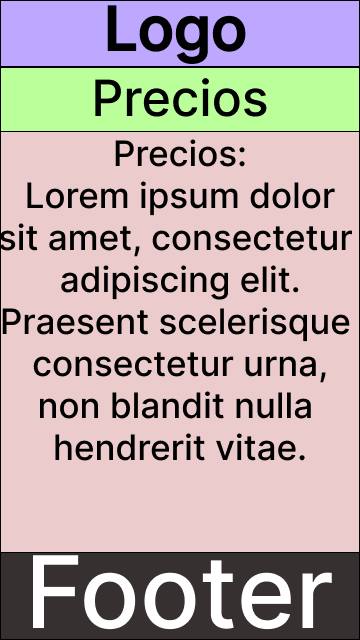 Logo
Precios
Precios:
Lorem ipsum dolor
sit amet, consectetur
adipiscing elit.
Praesent scelerisque
consectetur urna,
non blandit nulla
hendrerit vitae.
Footer